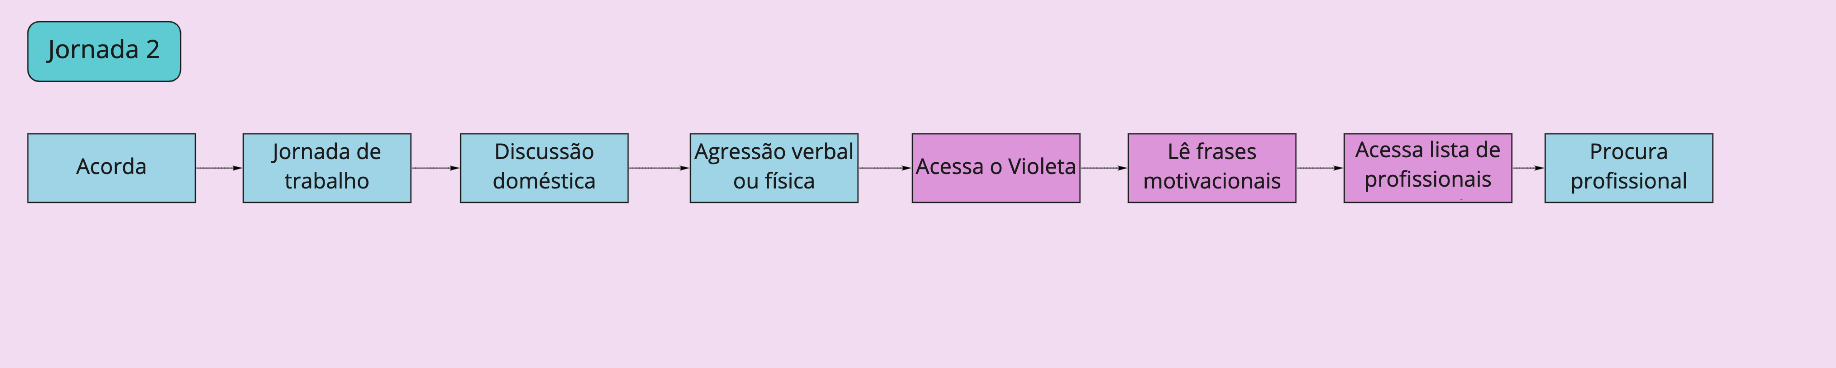 Jornada 2
Acorda
Jornada de
trabalho
Discussão
doméstica
Agressão verbal
ou física
Acessa o Violeta
Lê frases
motivacionais
Acessa lista de
profissionais
Procura
profissional